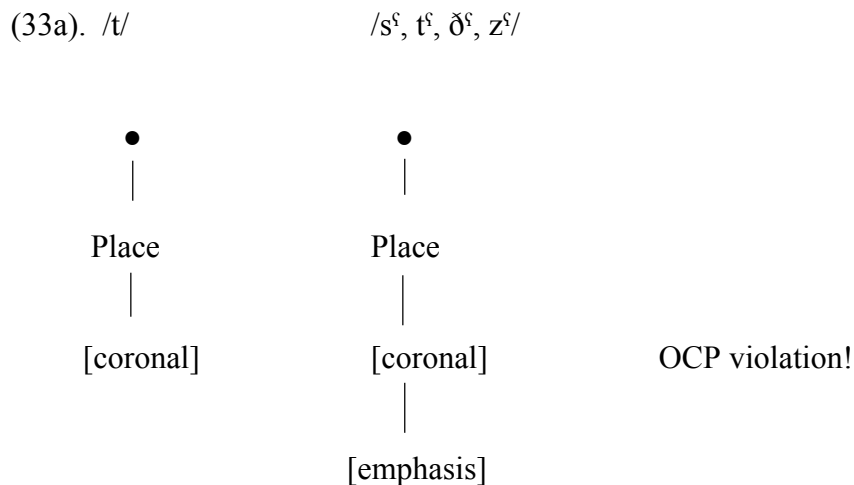 (33a). /t/ /sˤ, tˤ, ðˤ, zˤ/
Place Place
[coronal] [coronal] OCP violation!
[emphasis]